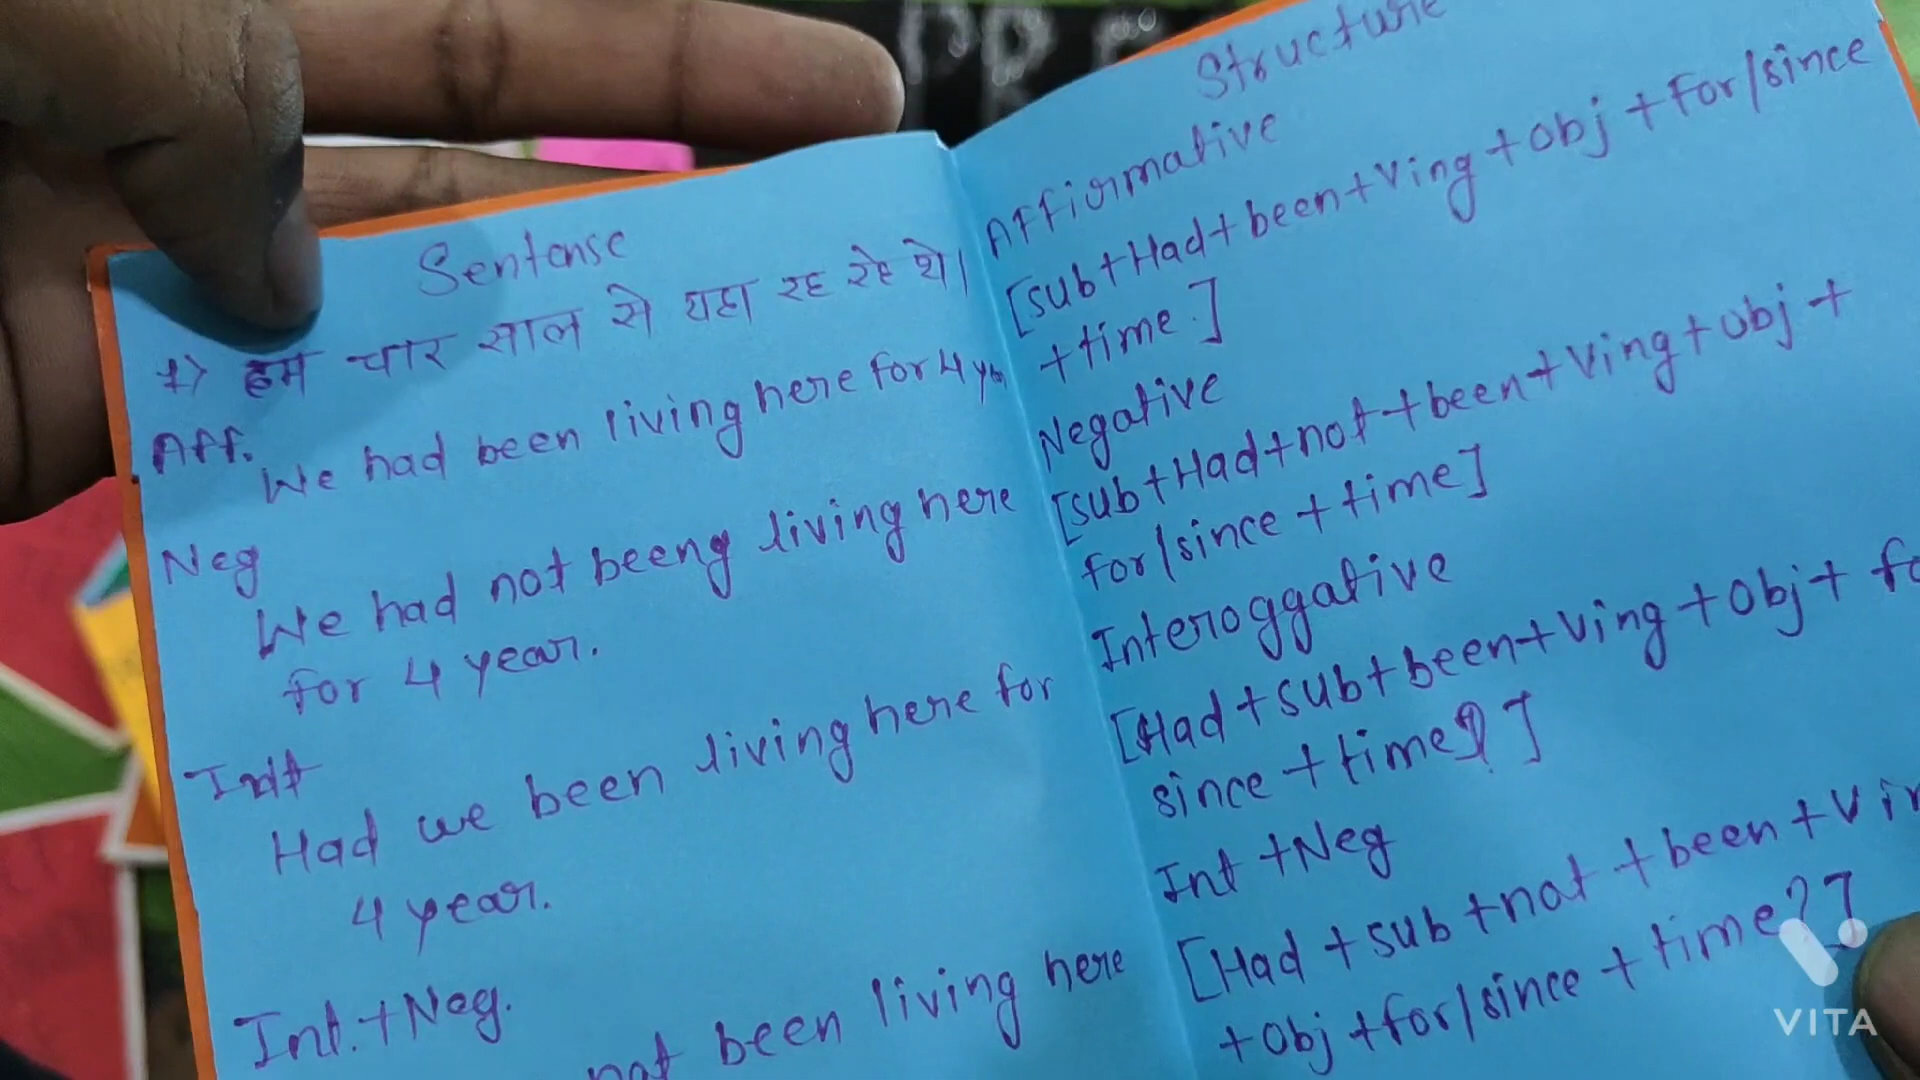 Sentense
1) हम चार साल से यहा रह रहे थे।
Aff.
We had been living here for 4 yr
Neg
We had not beeng living here
for 4 year.
Int
Had we been living here for
4 year.
Int.+Neg.
not been living here
Structure
Affirmative
[sub+Had+been+Ving+obj+for/since
+time.]
Negative
[sub+Had+not+been+Ving+obj+
for/since+time]
Interoggative
[Had+sub+been+Ving+obj+
since+time?]
Int+Neg
[Had+sub+not+been+
+obj+for/since+time?]
VITA